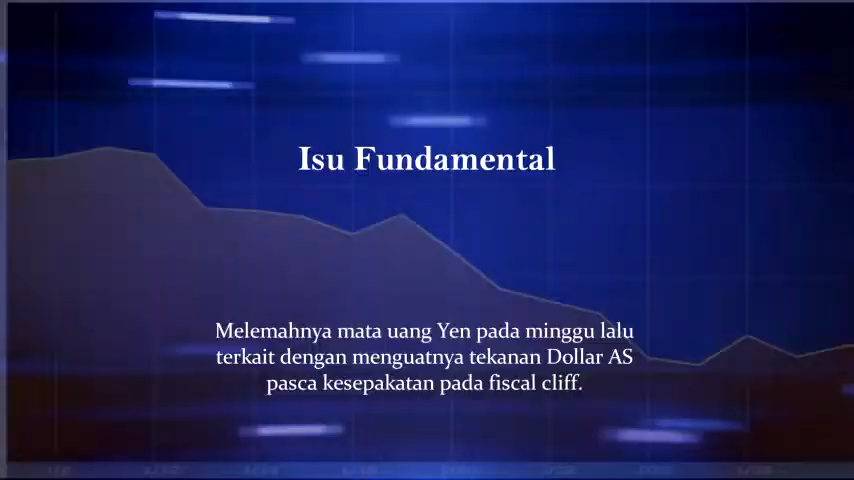 Isu Fundamental
Melemahnya mata uang Yen pada minggu lalu
terkait dengan menguatnya tekanan Dollar AS
pasca kesepakatan pada fiscal cliff.